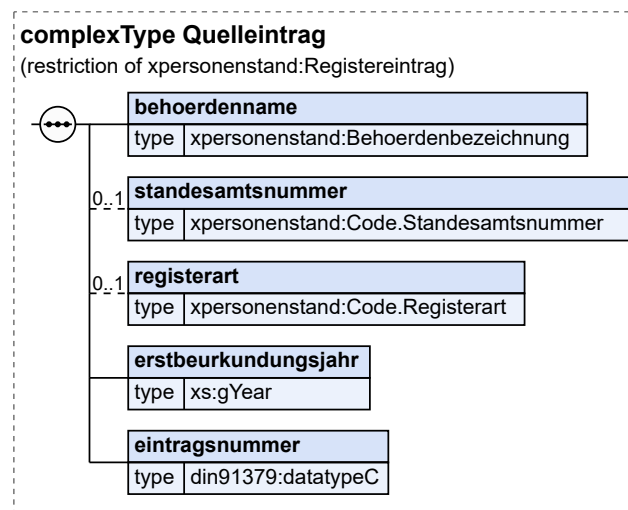 complexType Quelleintrag
(restriction of xpersonenstand:Registereintrag)
behoerdenname
type xpersonenstand:Behoerdenbezeichnung
0..1
standesamtsnummer
type xpersonenstand:Code.Standesamtsnummer
0..1
registerart
type xpersonenstand:Code.Registerart
erstbeurkundungsjahr
type xs:gYear
eintragsnummer
type din91379:datatypeC